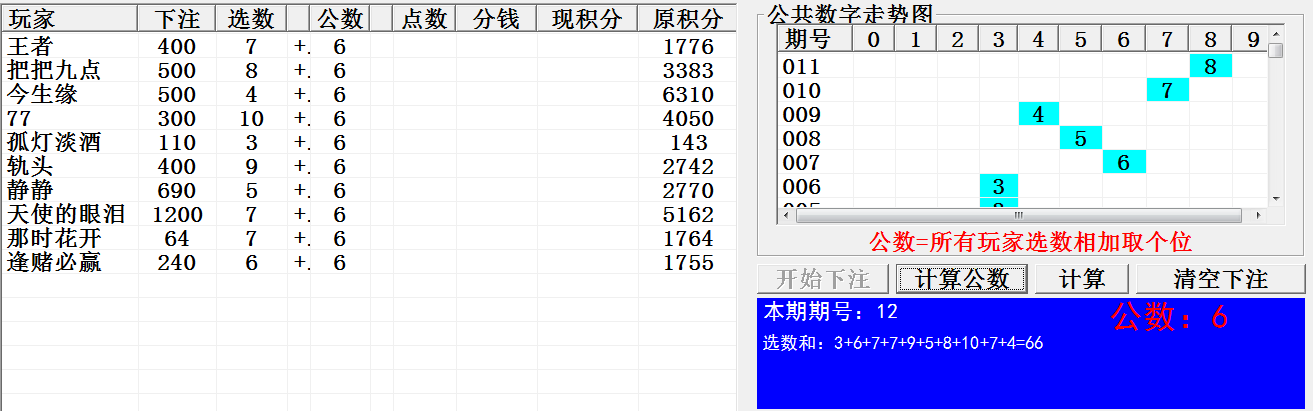 玩家 下注 选数 公数 点数 分钱 现积分 原积分
王者 400 7 +. 6 1776
把把九点 500 8 +. 6 3383
今生缘 500 4 +. 6 6310
77 300 10 +. 6 4050
孤灯淡酒 110 3 +. 6 143
轨头 400 9 +. 6 2742
静静 690 5 +. 6 2770
天使的眼泪 1200 7 +. 6 5162
那时花开 64 7 +. 6 1764
逢赌必赢 240 6 +. 6 1755
公共数字走势图
期号 0 1 2 3 4 5 6 7 8 9
011 8
010 7
009 4
008 5
007 6
006 3
公数=所有玩家选数相加取个位
开始下注 计算公数 计算 清空下注
本期期号：12 公数：6
选数和：3+6+7+7+9+5+8+10+7+4=66